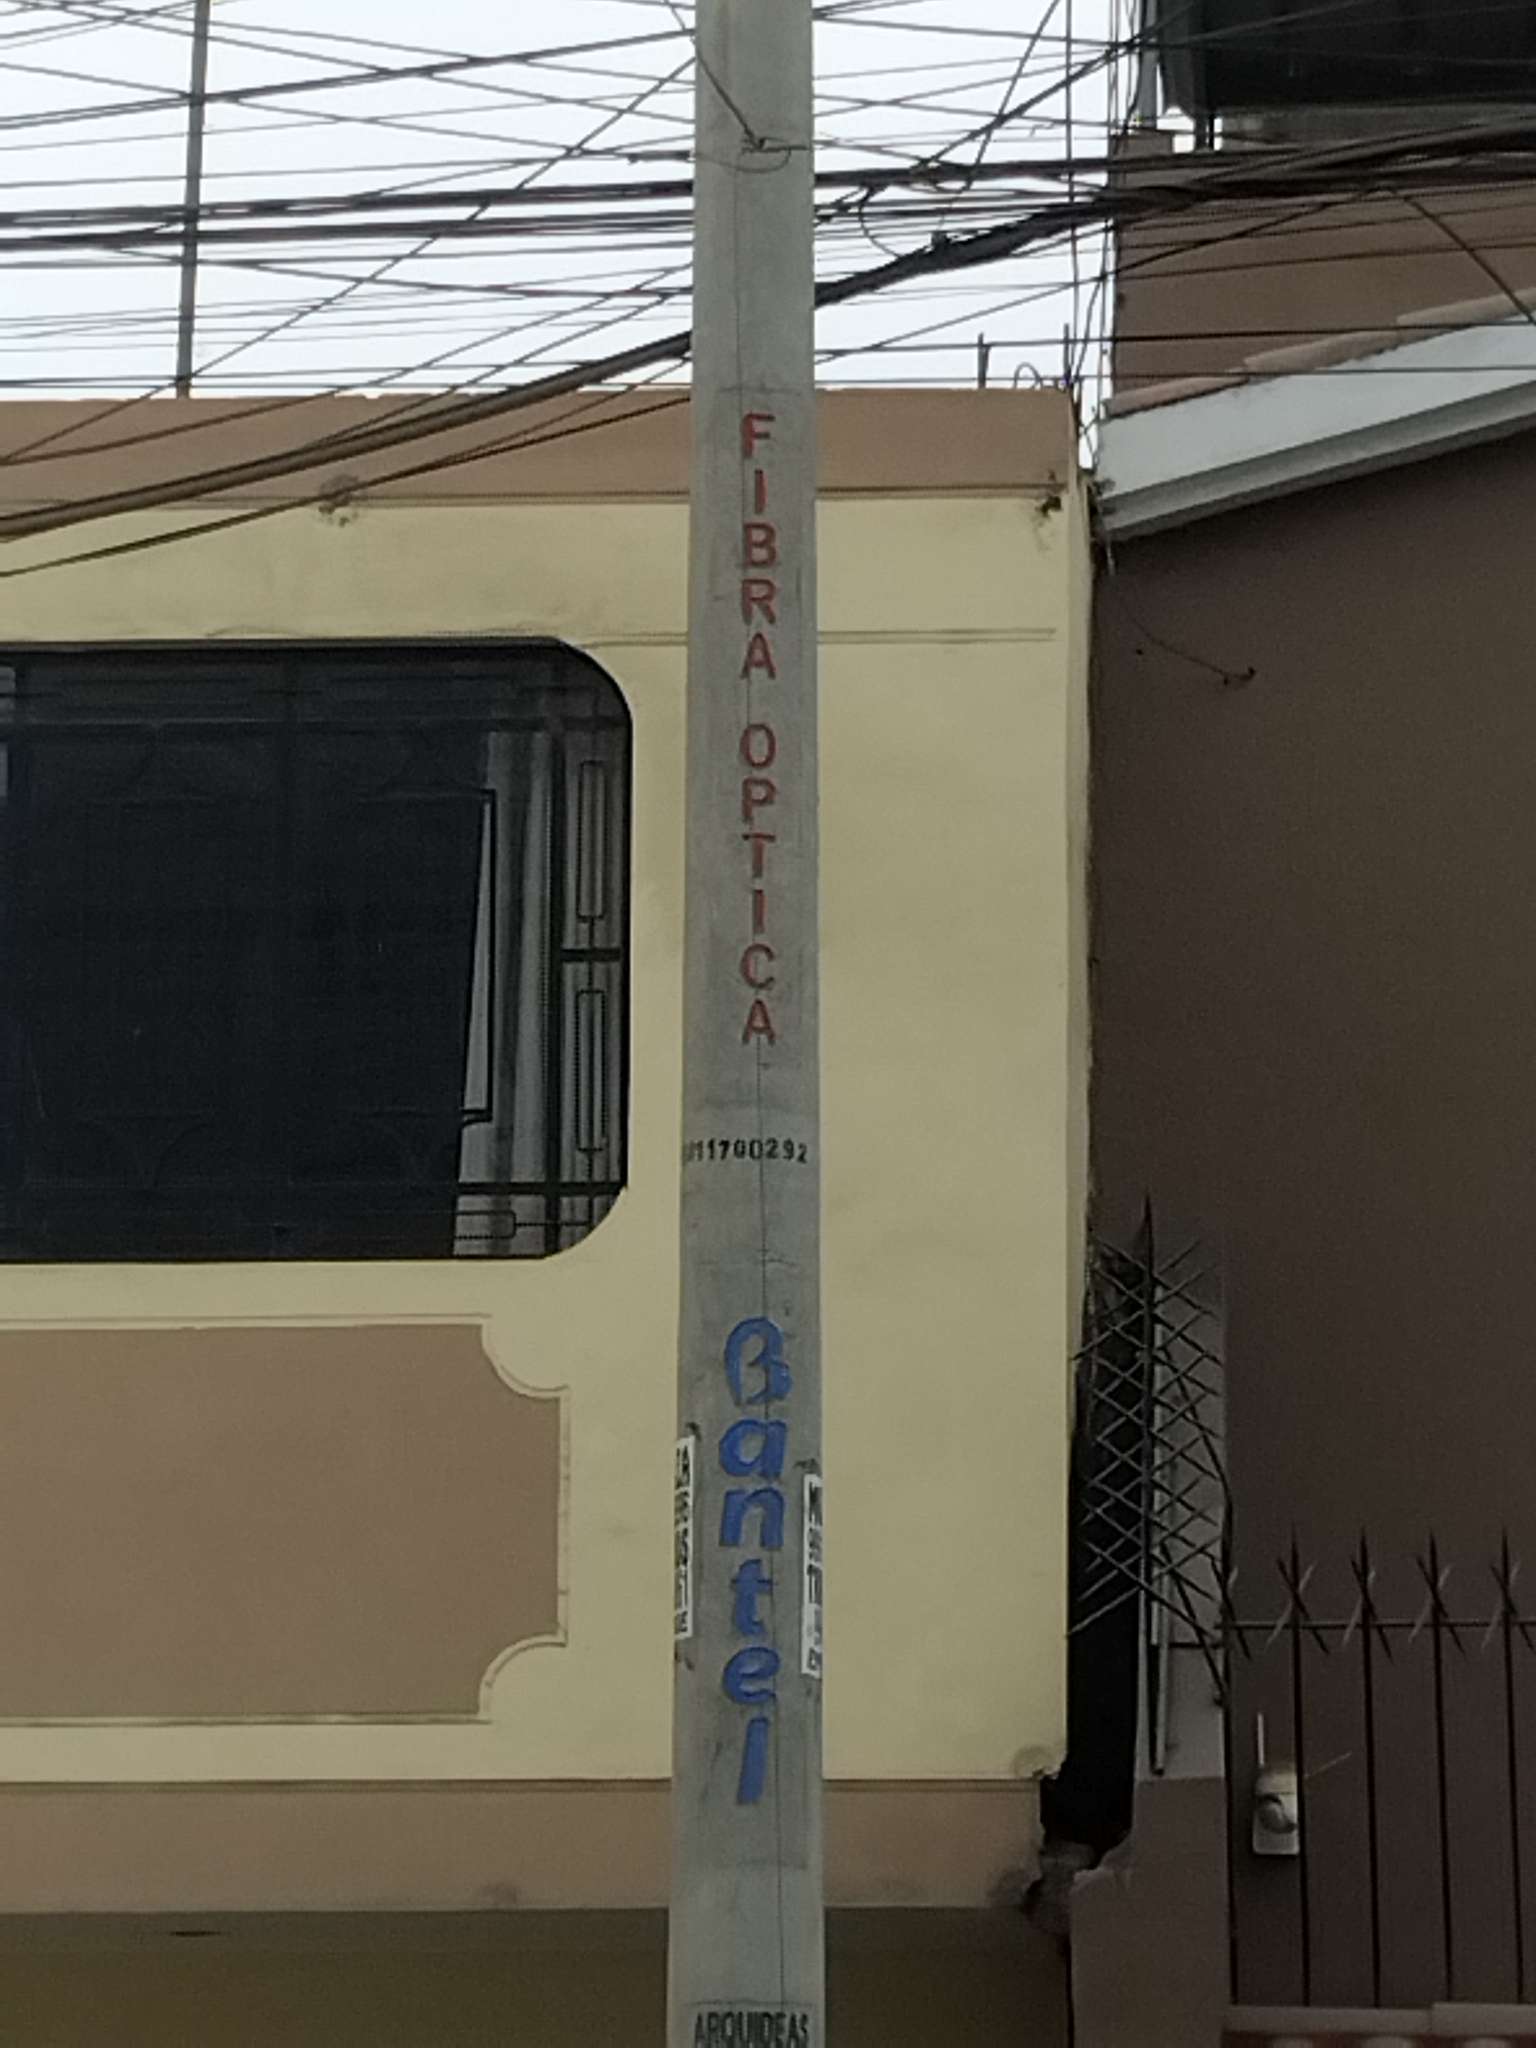 FIBRA OPTICA
11700292
Bantel
ARQUIDEAS